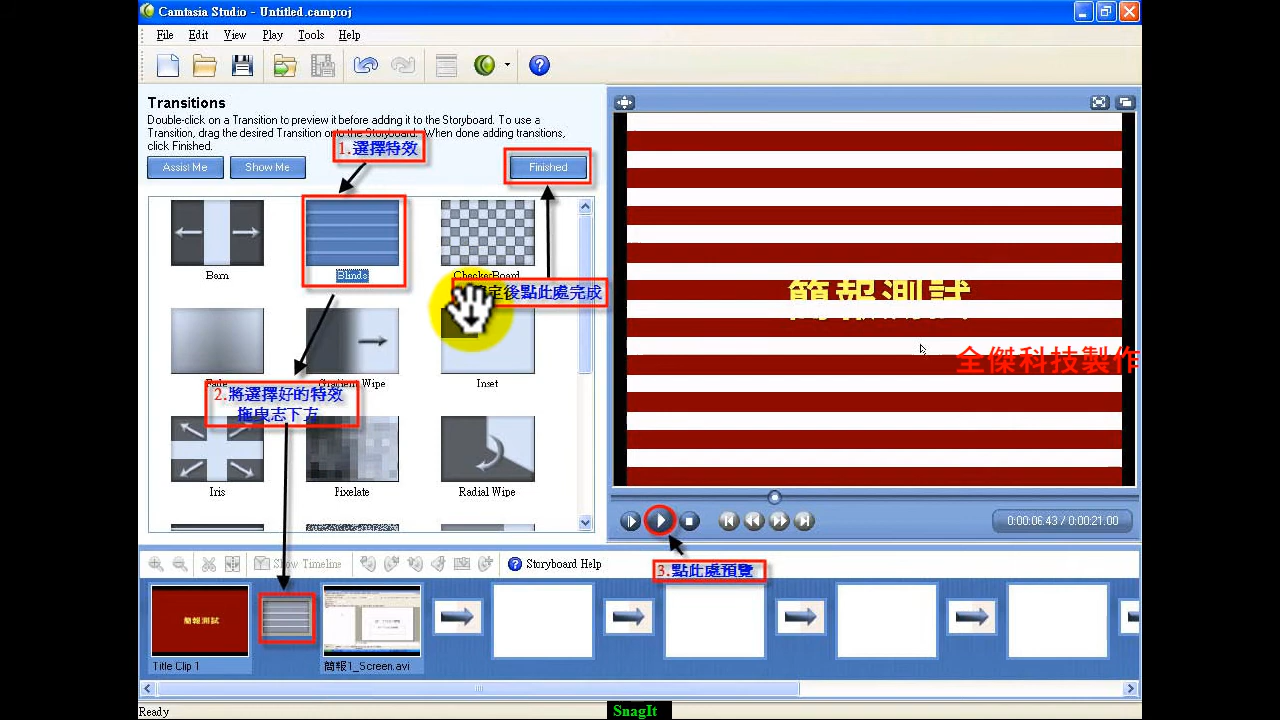 Camtasia Studio - Untitled.camproj
File Edit View Play Tools Help
Transitions
Double-click on a Transition to preview it before adding it to the Storyboard. To use a
Transition, drag the desired Transition onto the Storyboard. When done adding transitions,
click Finished.
1.選擇特效
Assist Me Show Me Finished
Barn Blinds CheckerBoard
定後點此處完成
簡報測試
全傑科技製作
Fade Gradient Wipe Inset
2.將選擇好的特效
拖曳志下方
Iris Pixelate Radial Wipe
0:00:06.43 / 0:00:21.00
Show Timeline Storyboard Help
3.點此處預覽
簡報測試
Title Clip 1 簡報1_Screen.avi
Ready
SnagIt